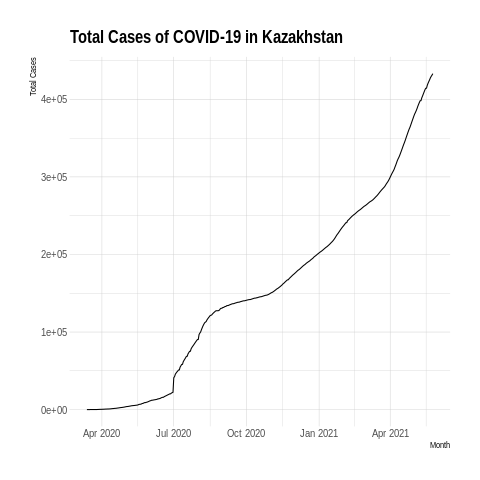 Total Cases of COVID-19 in Kazakhstan
Total Cases
4e+05
3e+05
2e+05
1e+05
0e+00
Apr 2020 Jul 2020 Oct 2020 Jan 2021 Apr 2021
Month